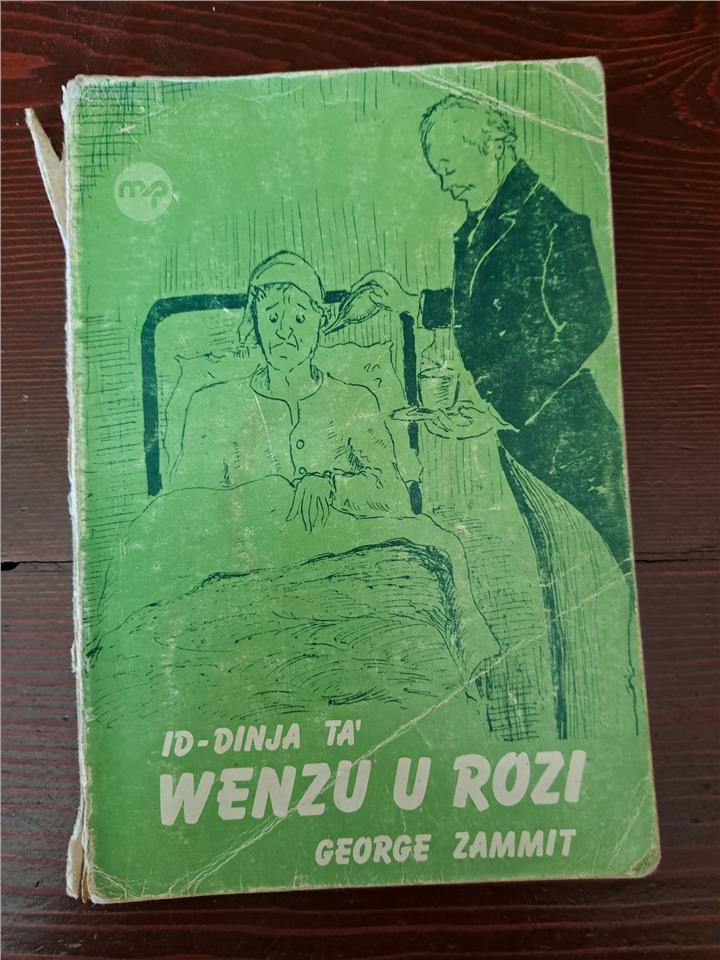 mp
ID-DINJA TA'
WENZU U ROZI
GEORGE ZAMMIT